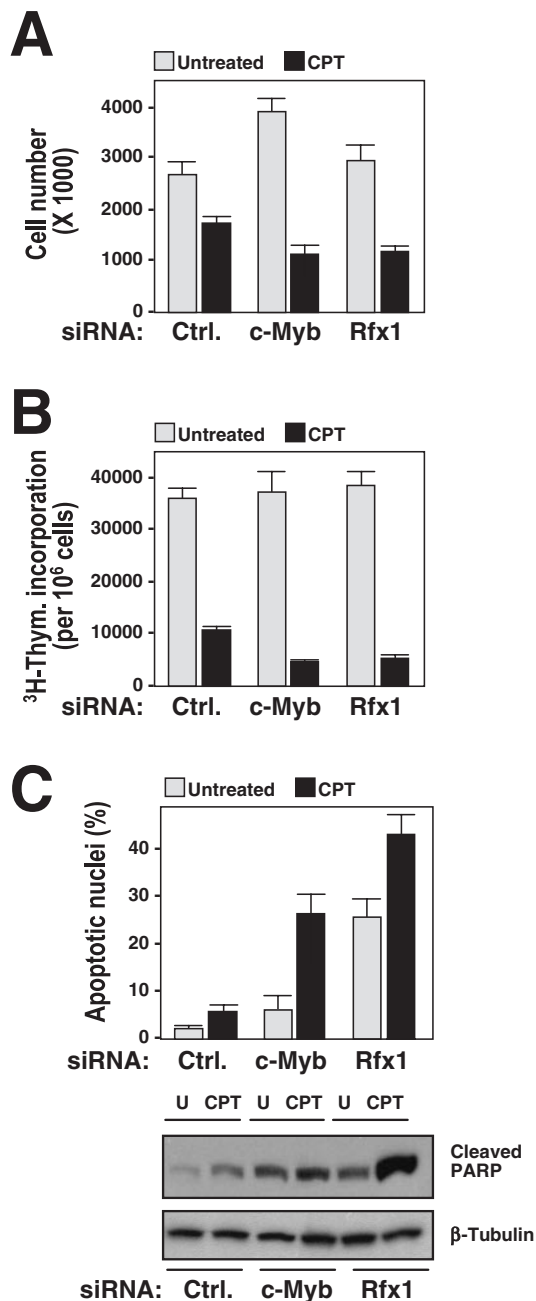 A
Untreated CPT
Cell number
(X 1000)
4000
3000
2000
1000
0
siRNA: Ctrl. c-Myb Rfx1
B
Untreated CPT
³H-Thym. incorporation
(per 10⁶ cells)
40000
30000
20000
10000
0
siRNA: Ctrl. c-Myb Rfx1
C
Untreated CPT
Apoptotic nuclei (%)
40
30
20
10
0
siRNA: Ctrl. c-Myb Rfx1
U CPT U CPT U CPT
Cleaved
PARP
β-Tubulin
siRNA: Ctrl. c-Myb Rfx1